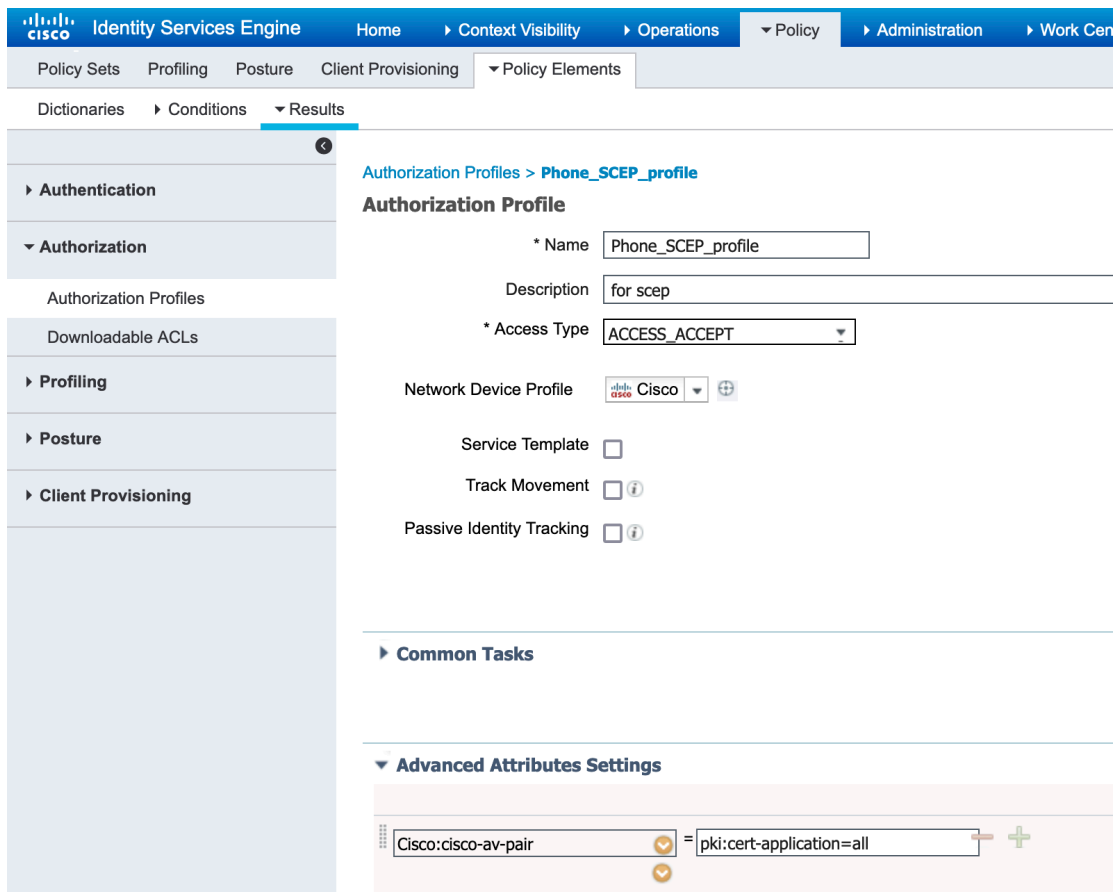 cisco Identity Services Engine Home Context Visibility Operations Policy Administration Work Cen
Policy Sets Profiling Posture Client Provisioning Policy Elements
Dictionaries Conditions Results
Authentication
Authorization
Authorization Profiles
Downloadable ACLs
Profiling
Posture
Client Provisioning
Authorization Profiles > Phone_SCEP_profile
Authorization Profile
* Name Phone_SCEP_profile
Description for scep
* Access Type ACCESS_ACCEPT
Network Device Profile cisco Cisco
Service Template
Track Movement i
Passive Identity Tracking i
Common Tasks
Advanced Attributes Settings
Cisco:cisco-av-pair = pki:cert-application=all